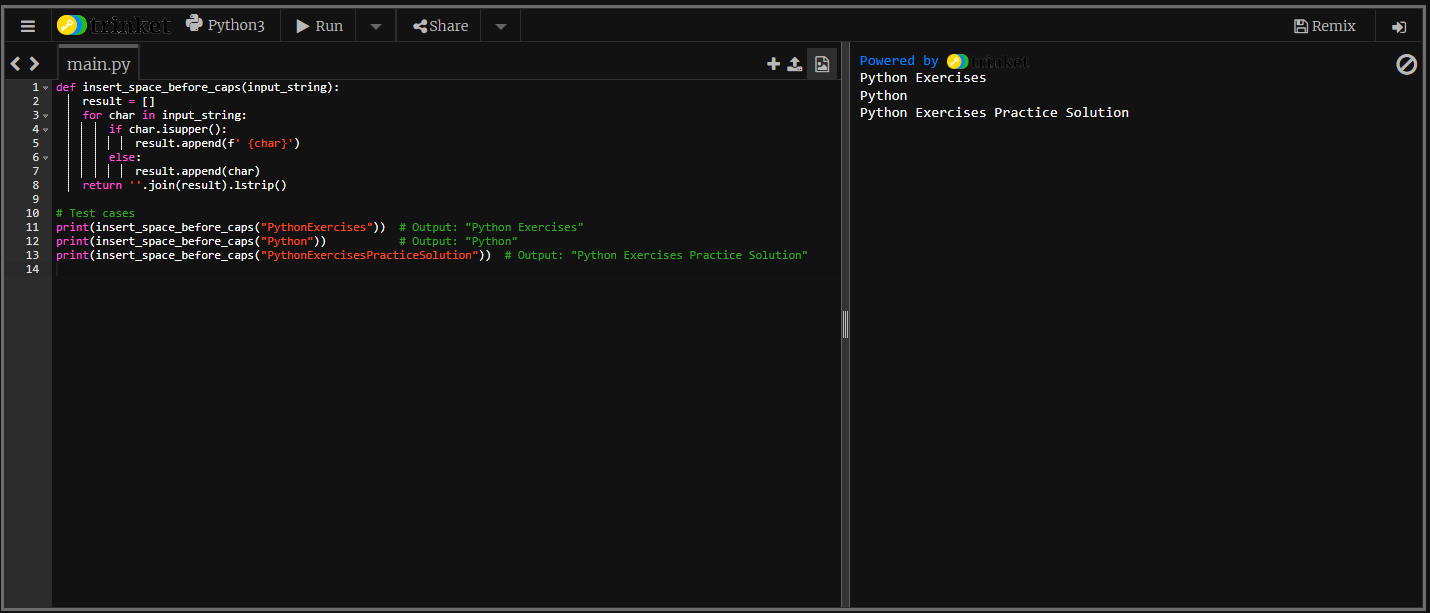 trinket Python3 Run Share Remix
main.py
1 def insert_space_before_caps(input_string):
2     result = []
3     for char in input_string:
4         if char.isupper():
5             result.append(f' {char}')
6         else:
7             result.append(char)
8     return ''.join(result).lstrip()
9
10 # Test cases
11 print(insert_space_before_caps("PythonExercises"))  # Output: "Python Exercises"
12 print(insert_space_before_caps("Python"))           # Output: "Python"
13 print(insert_space_before_caps("PythonExercisesPracticeSolution"))  # Output: "Python Exercises Practice Solution"
14
Powered by trinket
Python Exercises
Python
Python Exercises Practice Solution